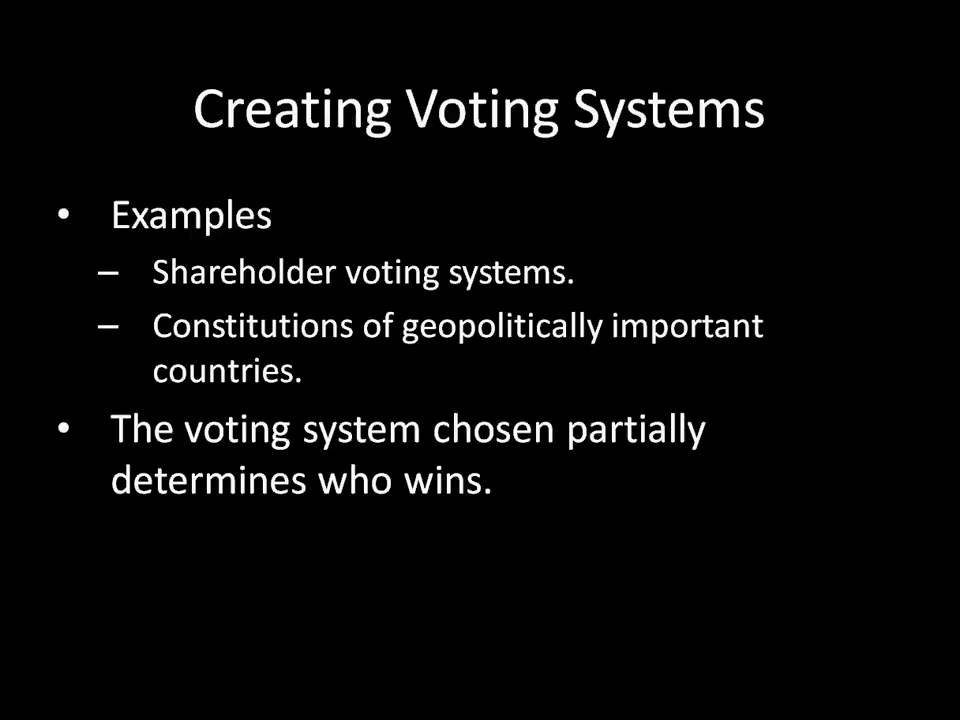 Creating Voting Systems
• Examples
– Shareholder voting systems.
– Constitutions of geopolitically important
countries.
• The voting system chosen partially
determines who wins.